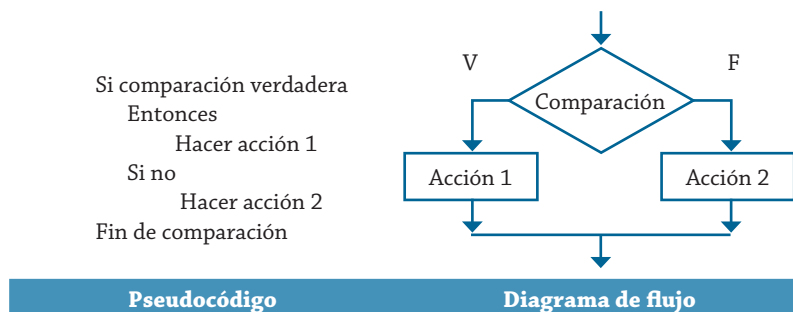 Si comparación verdadera
Entonces
Hacer acción 1
Si no
Hacer acción 2
Fin de comparación
V
F
Comparación
Acción 1
Acción 2
Pseudocódigo
Diagrama de flujo